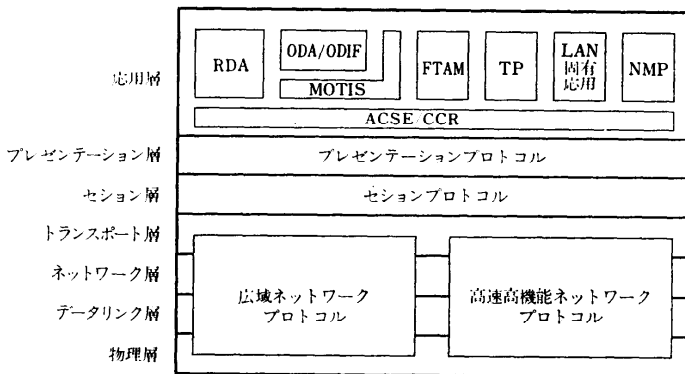 応用層
RDA
ODA/ODIF
MOTIS
FTAM
TP
LAN
固有
応用
NMP
ACSE/CCR
プレゼンテーション層
プレゼンテーションプロトコル
セション層
セションプロトコル
トランスポート層
ネットワーク層
データリンク層
物理層
広域ネットワーク
プロトコル
高速高機能ネットワーク
プロトコル